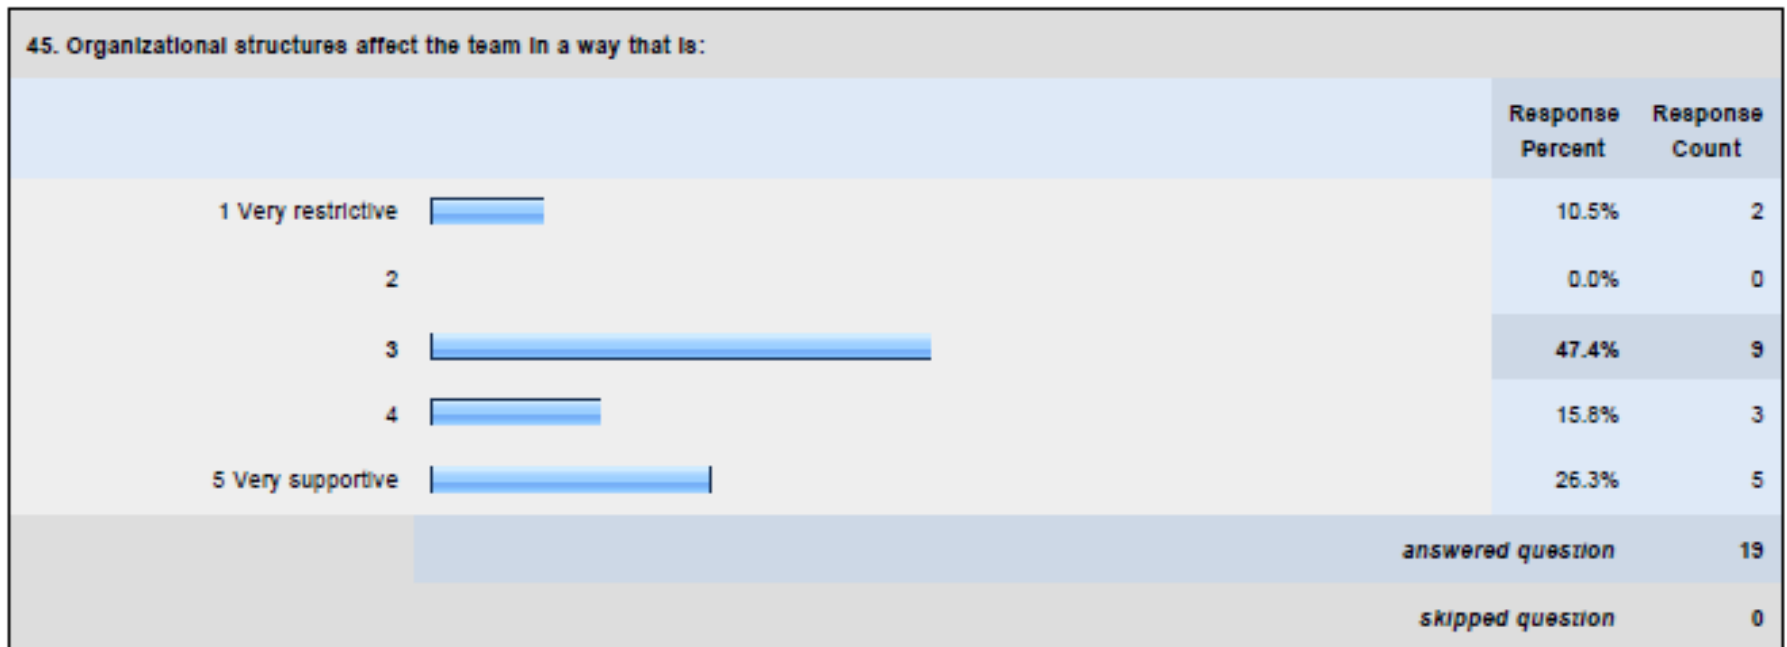 45. Organizational structures affect the team in a way that is:
Response Percent Response Count
1 Very restrictive 10.5% 2
2 0.0% 0
3 47.4% 9
4 15.8% 3
5 Very supportive 26.3% 5
answered question 19
skipped question 0